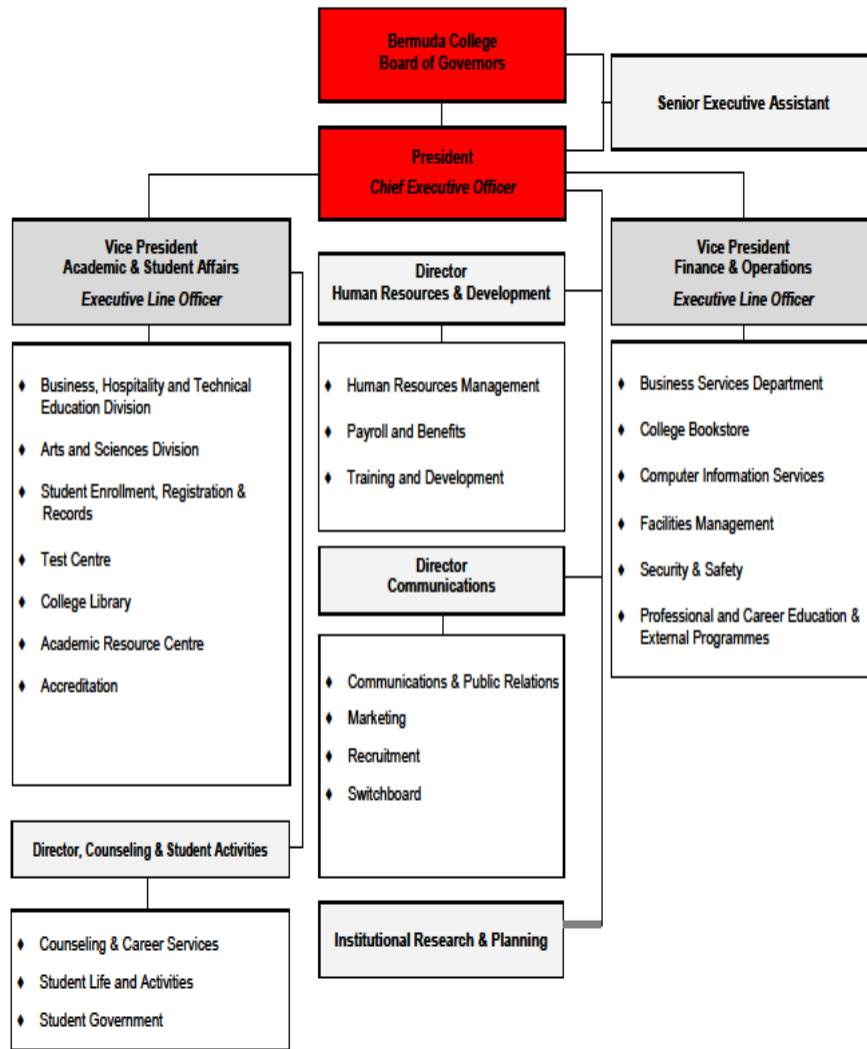 Bermuda College
Board of Governors
Senior Executive Assistant
President
Chief Executive Officer
Vice President
Academic & Student Affairs
Executive Line Officer
Director
Human Resources & Development
Vice President
Finance & Operations
Executive Line Officer
♦ Business, Hospitality and Technical
Education Division
♦ Arts and Sciences Division
♦ Student Enrollment, Registration &
Records
♦ Test Centre
♦ College Library
♦ Academic Resource Centre
♦ Accreditation
♦ Human Resources Management
♦ Payroll and Benefits
♦ Training and Development
♦ Business Services Department
♦ College Bookstore
♦ Computer Information Services
♦ Facilities Management
♦ Security & Safety
♦ Professional and Career Education &
External Programmes
Director
Communications
♦ Communications & Public Relations
♦ Marketing
♦ Recruitment
♦ Switchboard
Director, Counseling & Student Activities
♦ Counseling & Career Services
♦ Student Life and Activities
♦ Student Government
Institutional Research & Planning